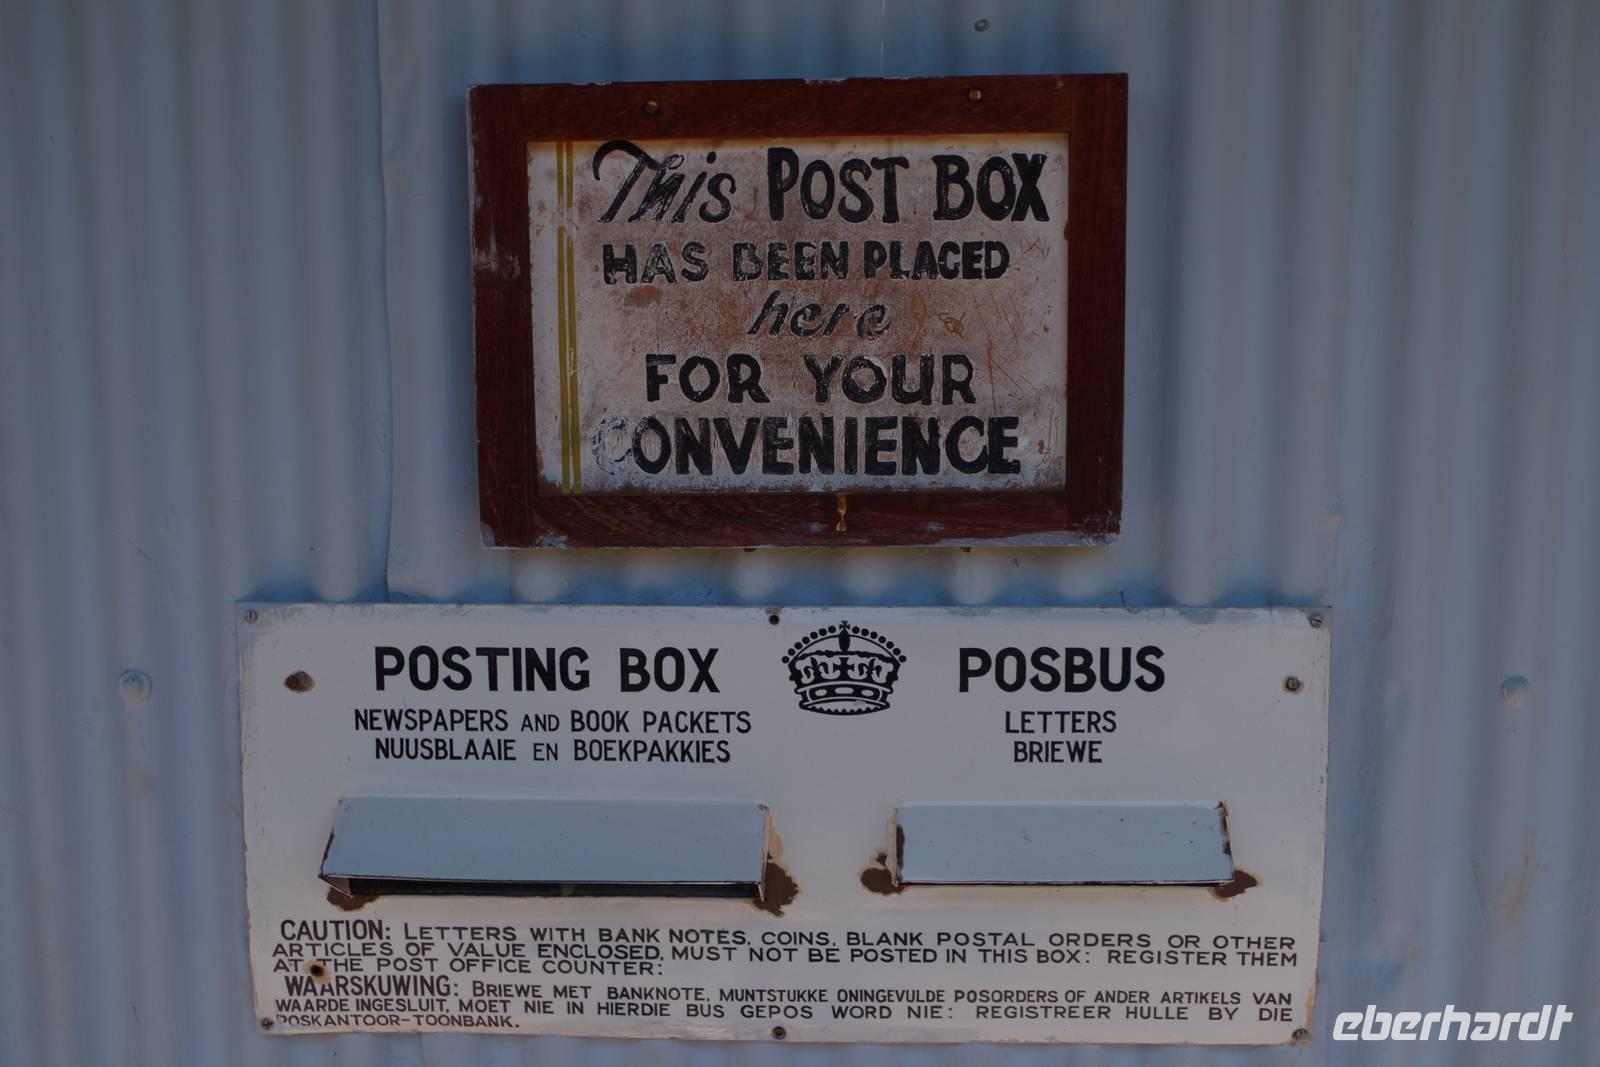 This POST BOX
HAS BEEN PLACED
here
FOR YOUR
CONVENIENCE
POSTING BOX
NEWSPAPERS AND BOOK PACKETS
NUUSBLAAIE EN BOEKPAKKIES
POSBUS
LETTERS
BRIEWE
CAUTION: LETTERS WITH BANK NOTES, COINS, BLANK POSTAL ORDERS OR OTHER
ARTICLES OF VALUE ENCLOSED, MUST NOT BE POSTED IN THIS BOX: REGISTER THEM
AT THE POST OFFICE COUNTER:
WAARSKUWING: BRIEWE MET BANKNOTE, MUNTSTUKKE ONINGEVULDE POSORDERS OF ANDER ARTIKELS VAN
WAARDE INGESLUIT, MOET NIE IN HIERDIE BUS GEPOS WORD NIE: REGISTREER HULLE BY DIE
POSKANTOOR-TOONBANK.
eberhardt